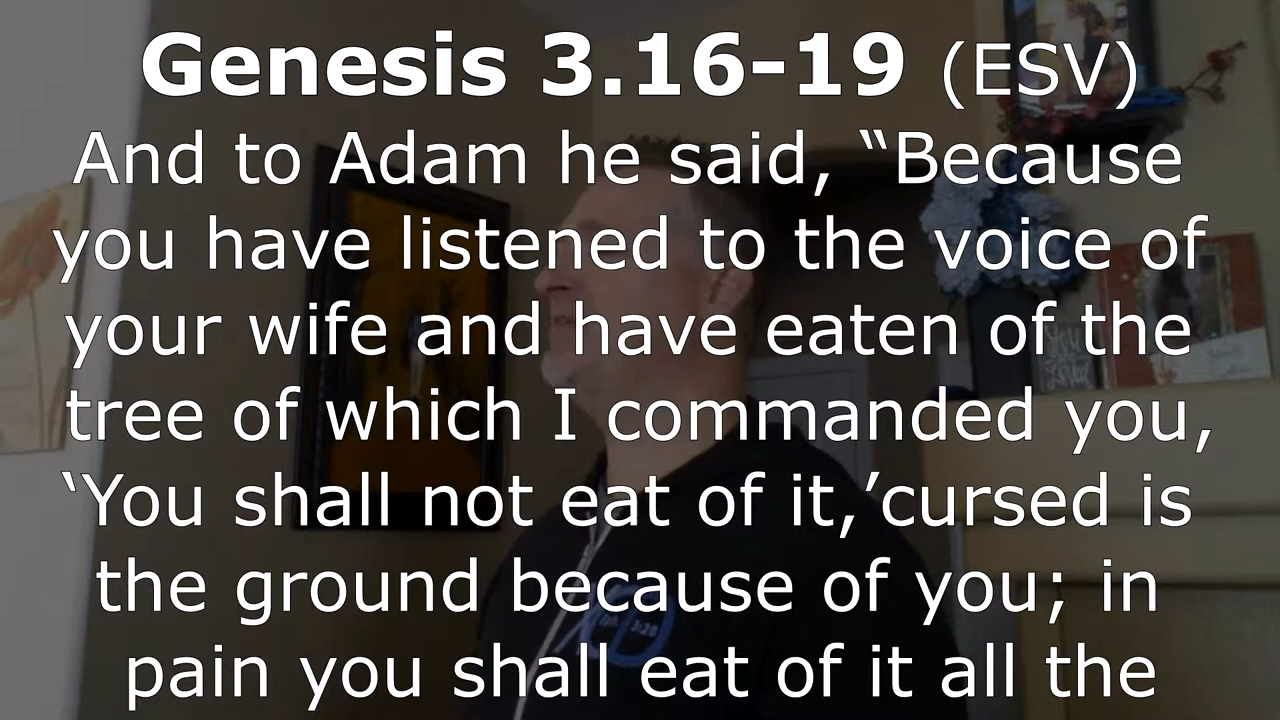 Genesis 3.16-19 (ESV)
And to Adam he said, “Because
you have listened to the voice of
your wife and have eaten of the
tree of which I commanded you,
‘You shall not eat of it,’cursed is
the ground because of you; in
pain you shall eat of it all the
3:20